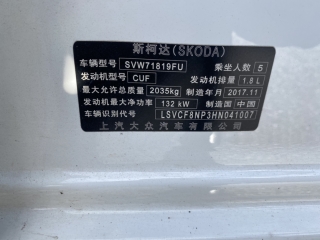 斯柯达(SKODA)
车辆型号 SVW71819FU 乘坐人数 5
发动机型号 CUF 发动机排量 1.8L
最大允许总质量 2035kg 制造年月 2017.11
发动机最大净功率 132 kW 制造国 中国
车辆识别代号 LSVCF8NP3HN041007
上汽大众汽车有限公司